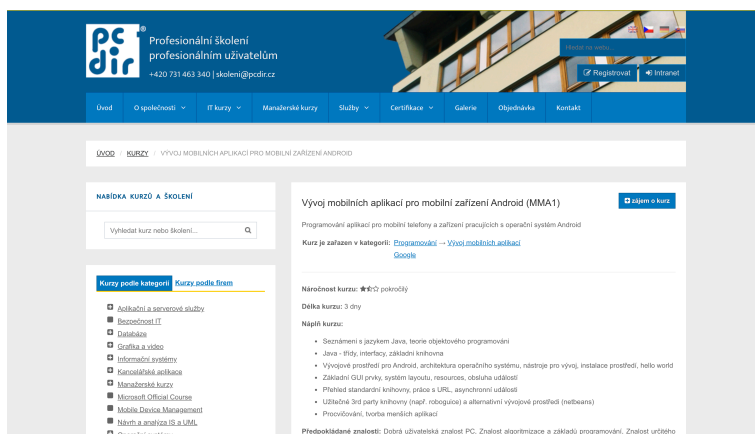 pc dir ®
Profesionální školení
profesionálním uživatelům
+420 731 463 340 | skoleni@pcdir.cz
Hledat na webu...
Registrovat
Intranet
Úvod
O společnosti
IT kurzy
Manažerské kurzy
Služby
Certifikace
Galerie
Objednávka
Kontakt
ÚVOD / KURZY / VÝVOJ MOBILNÍCH APLIKACÍ PRO MOBILNÍ ZAŘÍZENÍ ANDROID
NABÍDKA KURZŮ A ŠKOLENÍ
Vyhledat kurz nebo školení...
Kurzy podle kategorií
Kurzy podle firem
Aplikační a serverové služby
Bezpečnost IT
Databáze
Grafika a video
Informační systémy
Kancelářské aplikace
Manažerské kurzy
Microsoft Official Course
Mobile Device Management
Návrh a analýza IS a UML
Operační systémy
Vývoj mobilních aplikací pro mobilní zařízení Android (MMA1)
zájem o kurz
Programování aplikací pro mobilní telefony a zařízení pracujících s operační systém Android
Kurz je zařazen v kategorii: Programování → Vývoj mobilních aplikací
Google
Náročnost kurzu: pokročilý
Délka kurzu: 3 dny
Náplň kurzu:
Seznámení s jazykem Java, teorie objektového programování
Java - třídy, interfacy, základní knihovna
Vývojové prostředí pro Android, architektura operačního systému, nástroje pro vývoj, instalace prostředí, hello world
Základní GUI prvky, systém layoutu, resources, obsluha událostí
Přehled standardní knihovny, práce s URL, asynchronní události
Užitečné 3rd party knihovny (např. roboguice) a alternativní vývojové prostředí (netbeans)
Procvičování, tvorba menších aplikací
Předpokládané znalosti: Dobrá uživatelská znalost PC, Znalost algoritmizace a základů programování, Znalost určitého